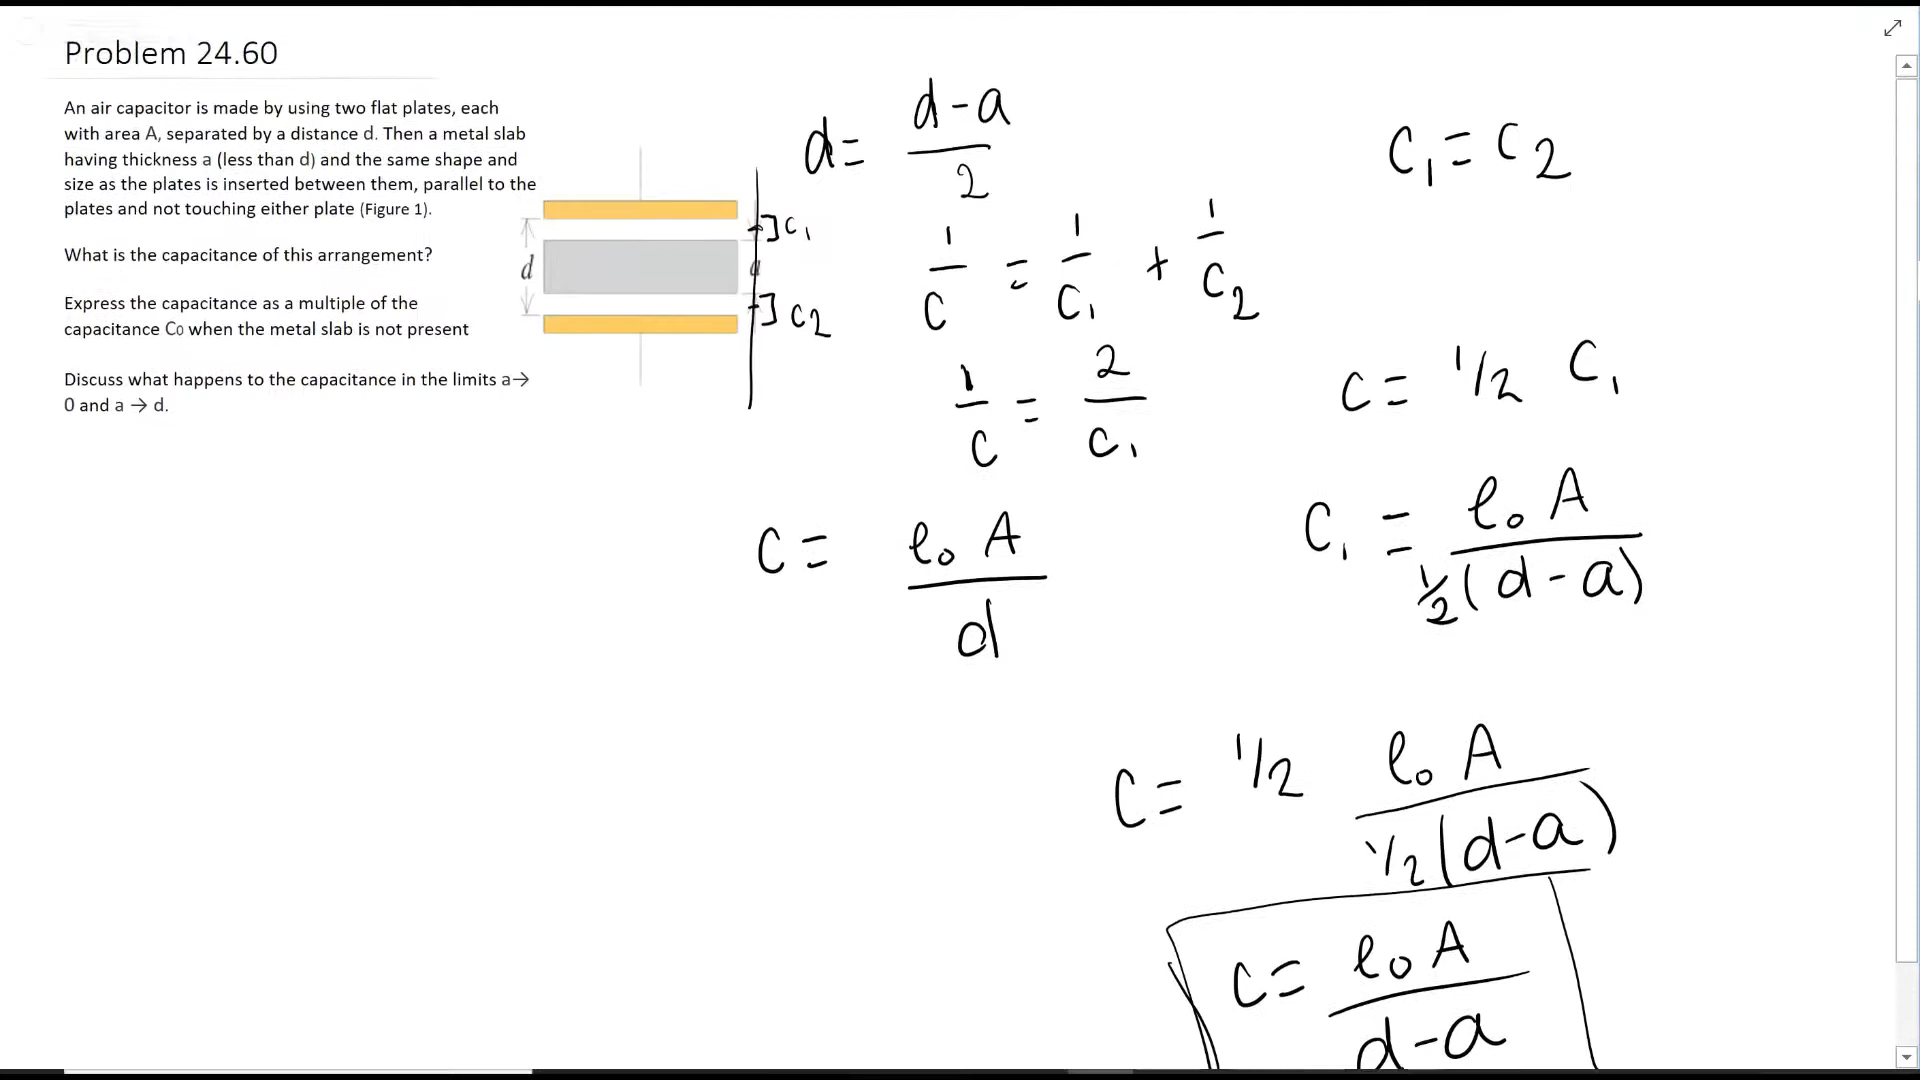 Problem 24.60
An air capacitor is made by using two flat plates, each
with area A, separated by a distance d. Then a metal slab
having thickness a (less than d) and the same shape and
size as the plates is inserted between them, parallel to the
plates and not touching either plate (Figure 1).
What is the capacitance of this arrangement?
Express the capacitance as a multiple of the
capacitance C0 when the metal slab is not present
Discuss what happens to the capacitance in the limits a→
0 and a → d.
d
a
C1
C2
d = (d-a)/2
C1 = C2
1/C = 1/C1 + 1/C2
1/C = 2/C1
C = 1/2 C1
C = e0 A / d
C1 = e0 A / 1/2(d-a)
C = 1/2 e0 A / 1/2(d-a)
C = e0 A / d-a